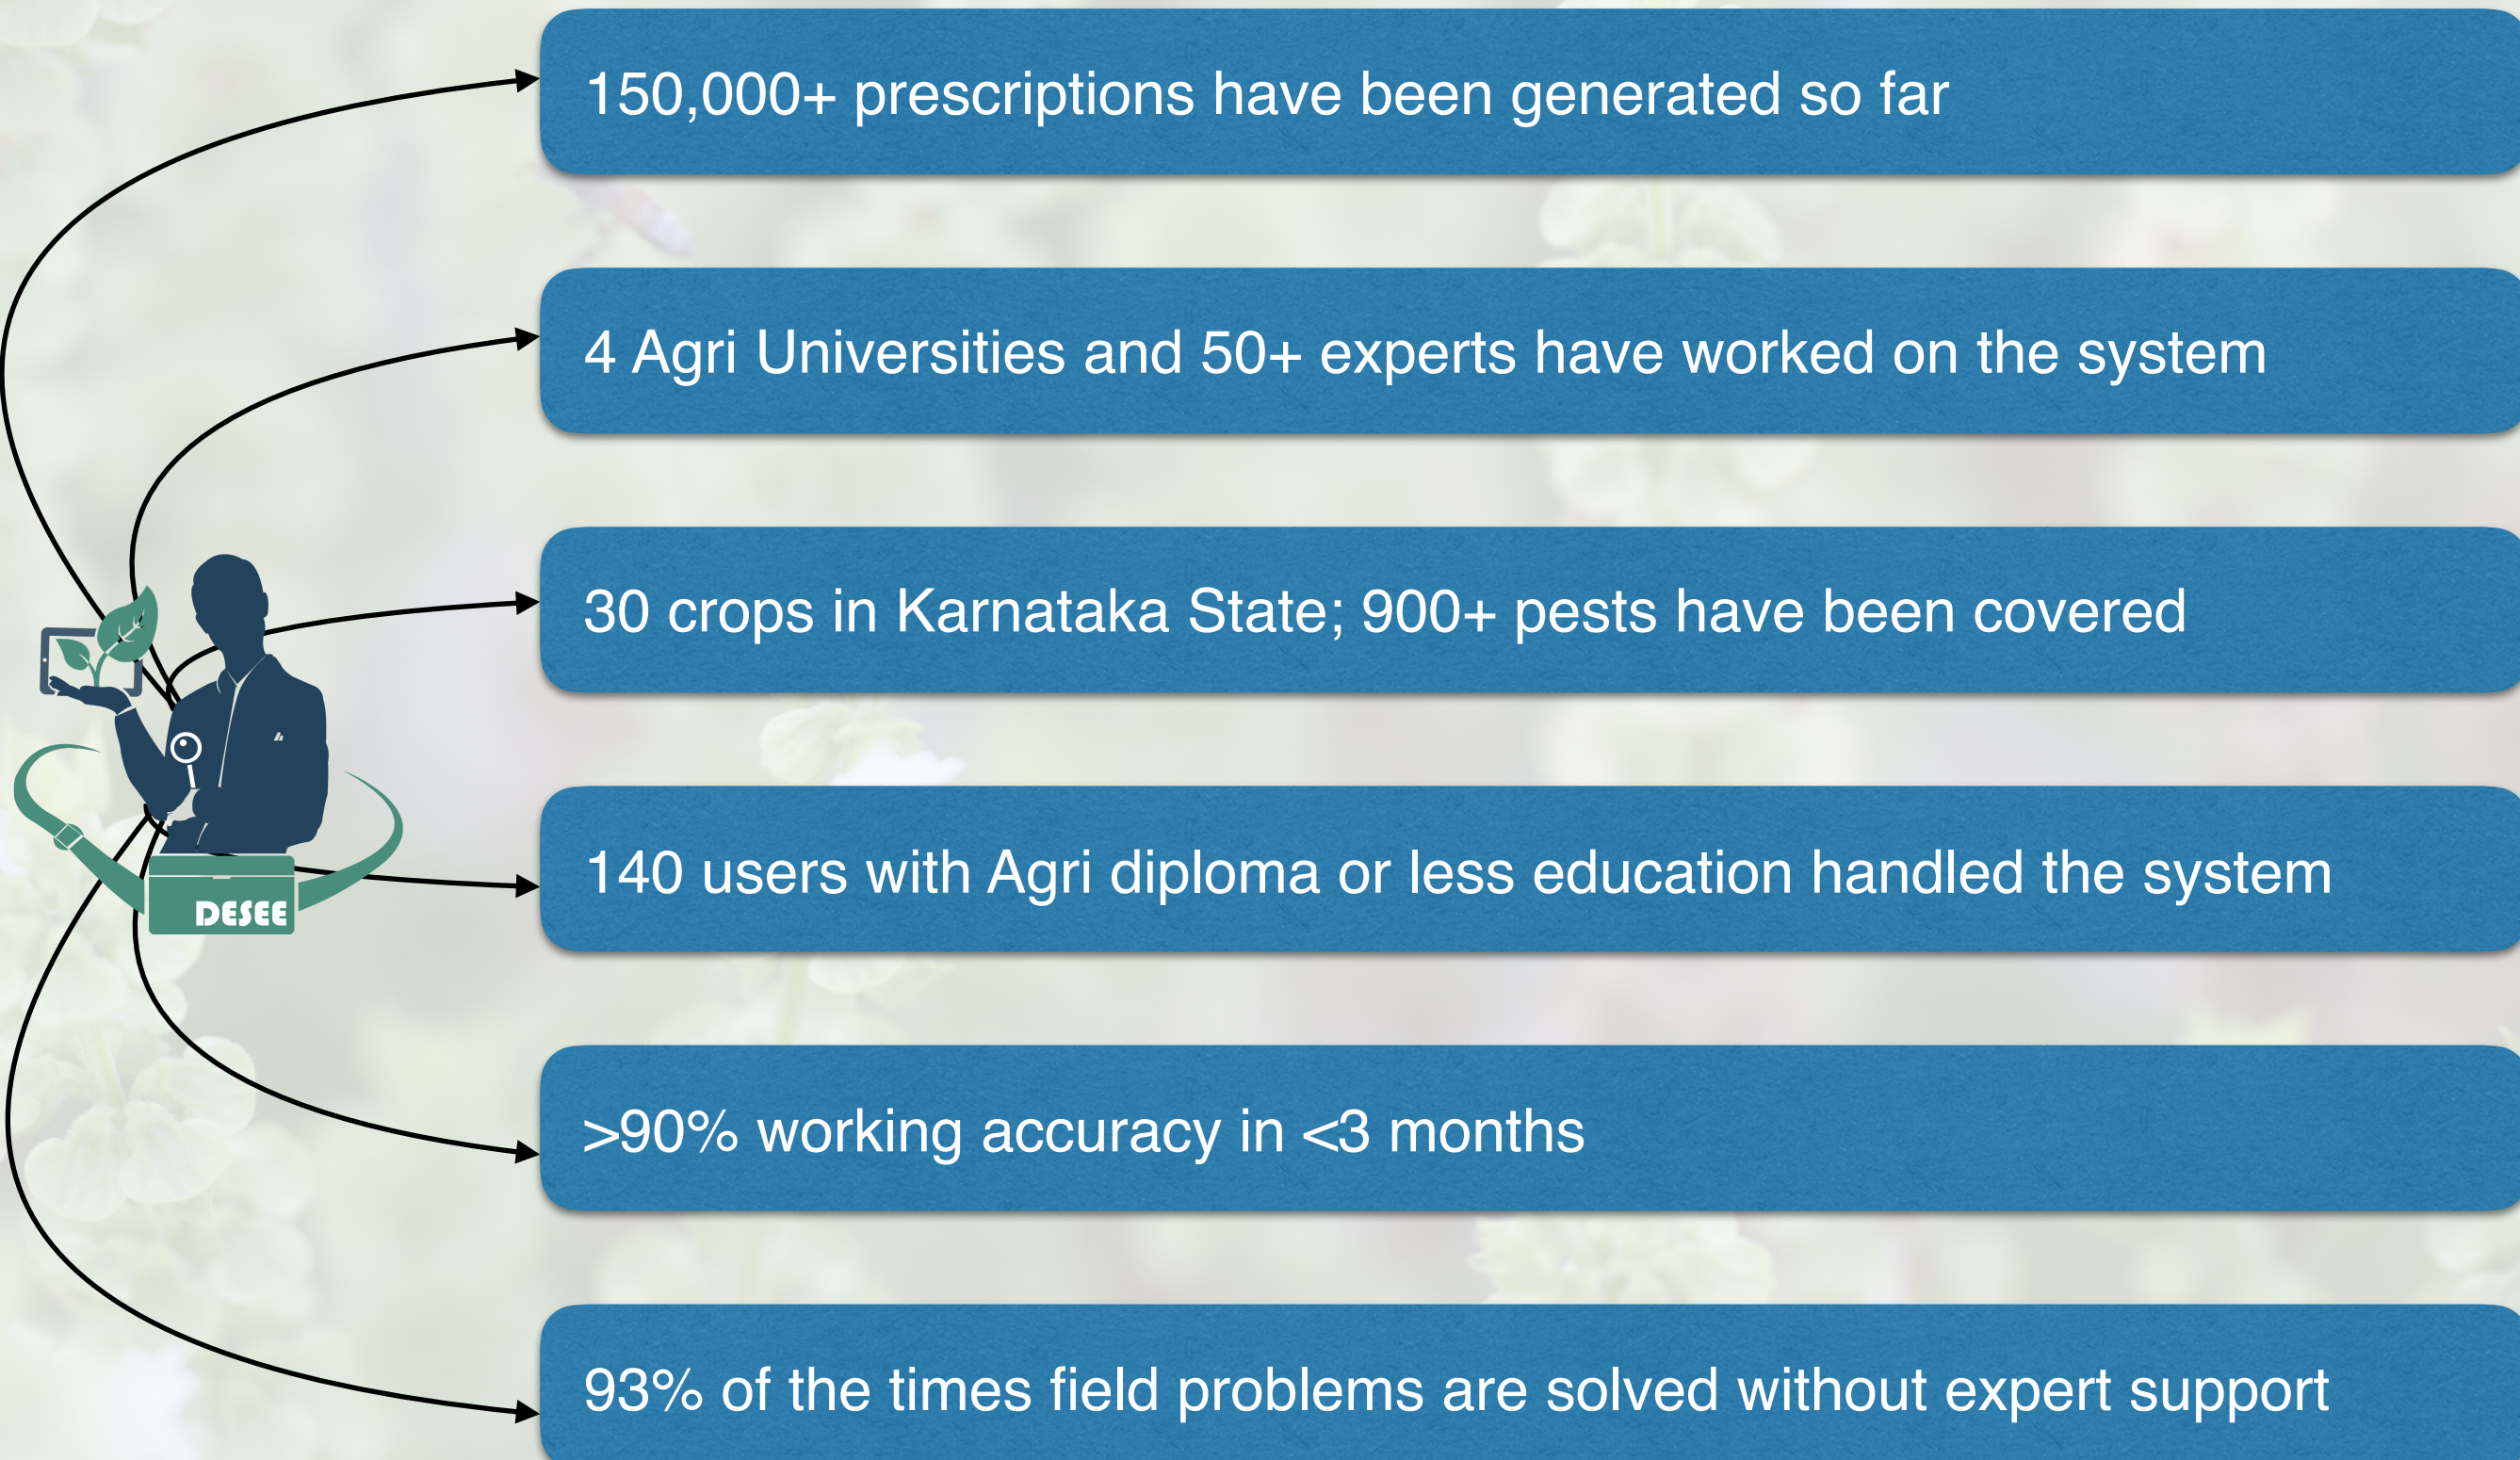 150,000+ prescriptions have been generated so far
4 Agri Universities and 50+ experts have worked on the system
30 crops in Karnataka State; 900+ pests have been covered
DESEE
140 users with Agri diploma or less education handled the system
>90% working accuracy in <3 months
93% of the times field problems are solved without expert support